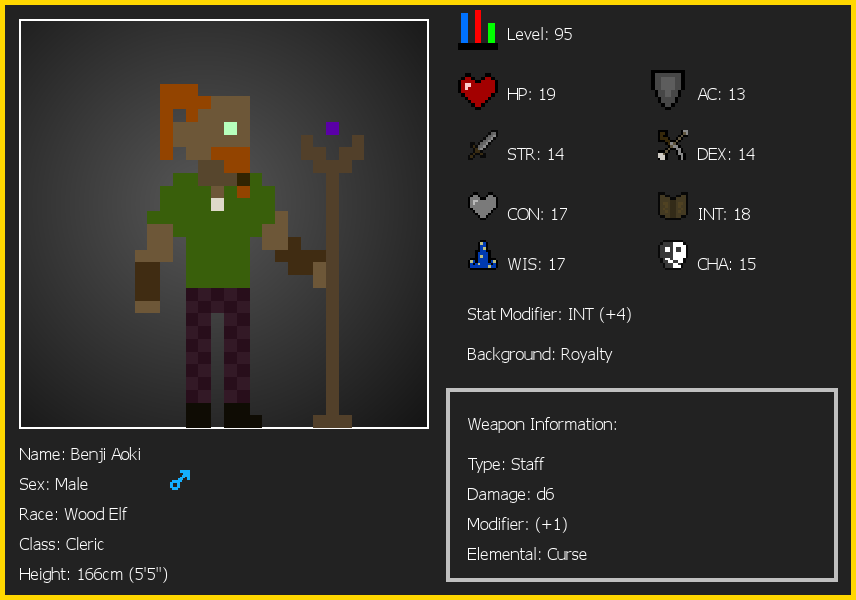 Level: 95
HP: 19
AC: 13
STR: 14
DEX: 14
CON: 17
INT: 18
WIS: 17
CHA: 15
Stat Modifier: INT (+4)
Background: Royalty
Weapon Information:
Type: Staff
Damage: d6
Modifier: (+1)
Elemental: Curse
Name: Benji Aoki
Sex: Male
Race: Wood Elf
Class: Cleric
Height: 166cm (5'5")